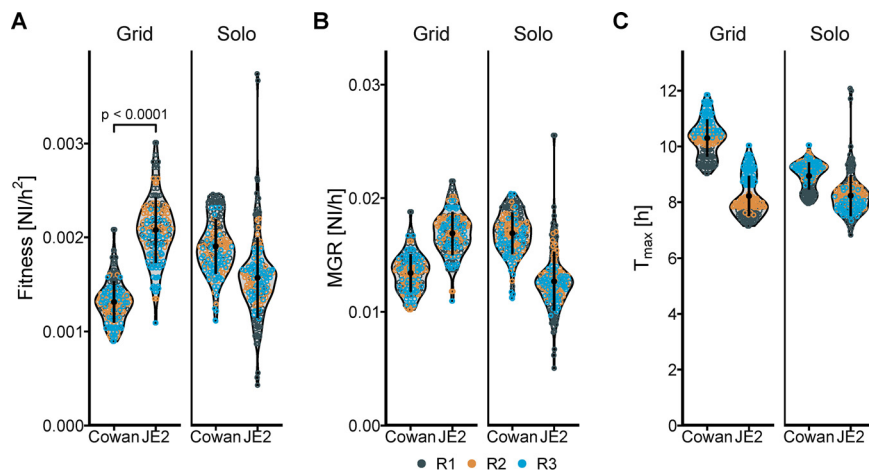 A
Grid Solo
Fitness [NI/h²]
0.003
0.002
0.001
0.000
p < 0.0001
Cowan JE2 Cowan JE2
B
Grid Solo
MGR [NI/h]
0.03
0.02
0.01
0.00
Cowan JE2 Cowan JE2
C
Grid Solo
Tmax [h]
12
10
8
6
4
2
0
Cowan JE2 Cowan JE2
R1 R2 R3